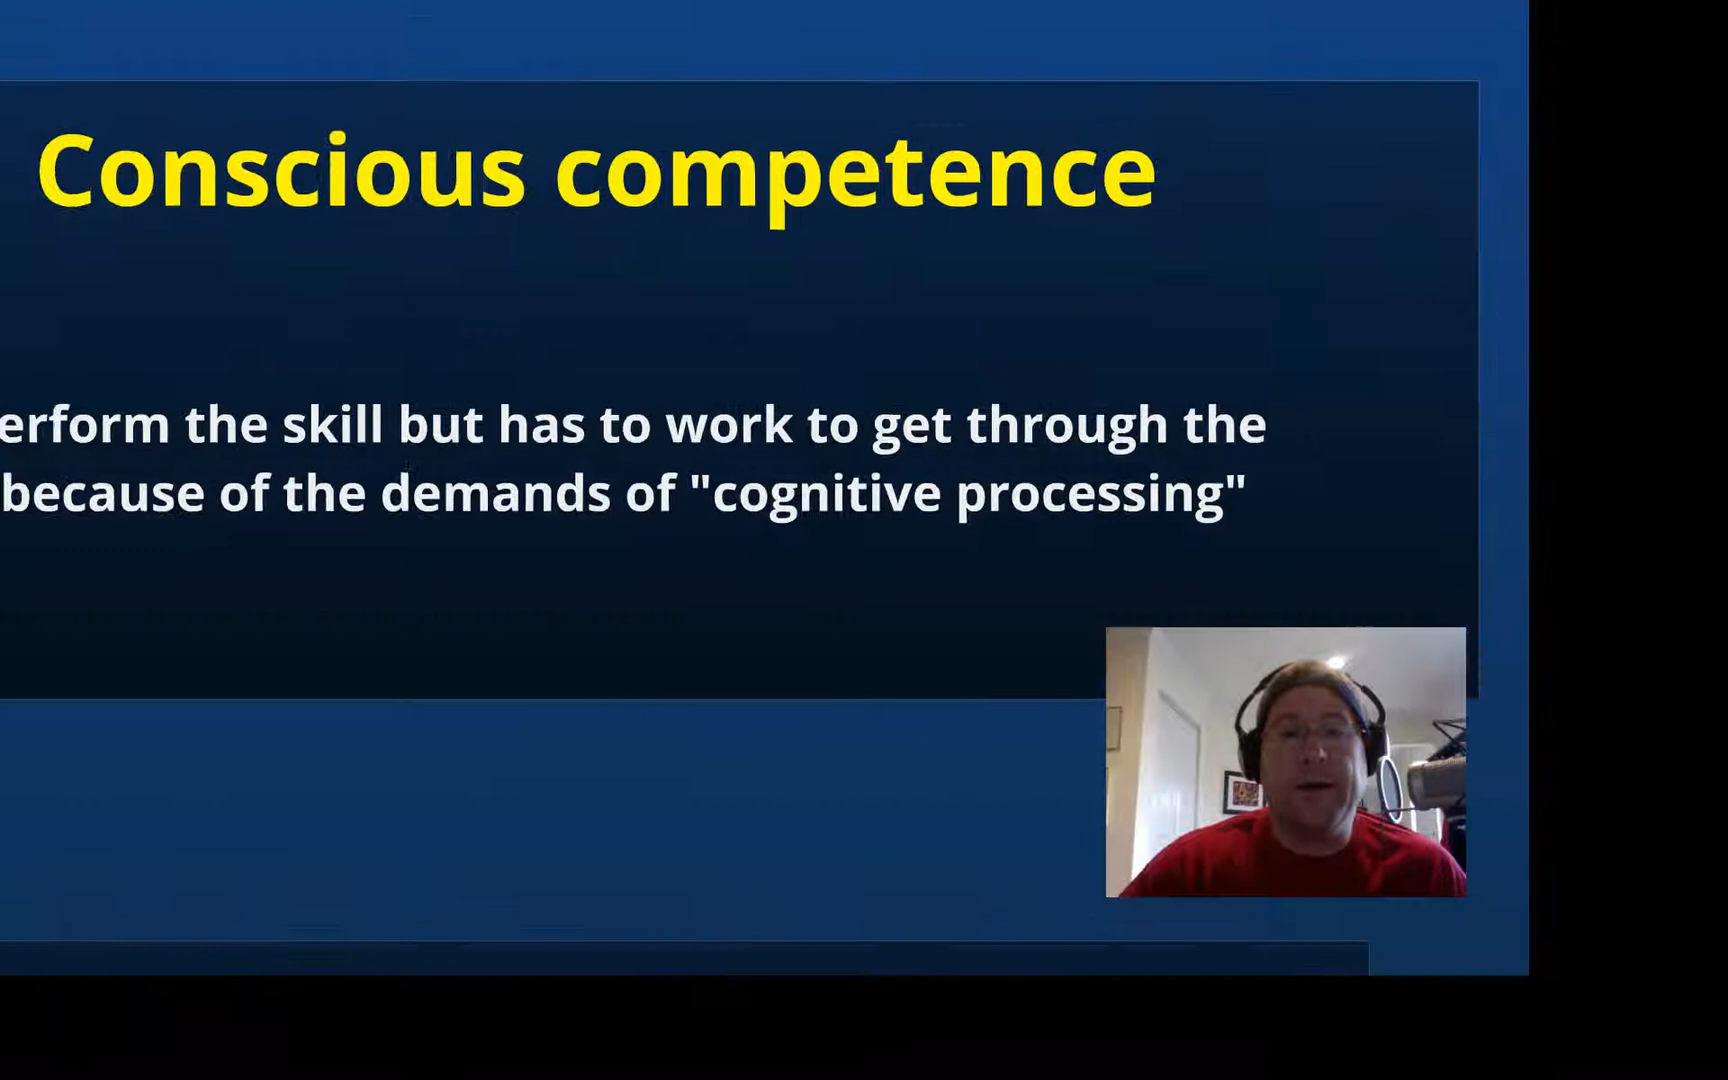 Conscious competence
erform the skill but has to work to get through the
because of the demands of "cognitive processing"